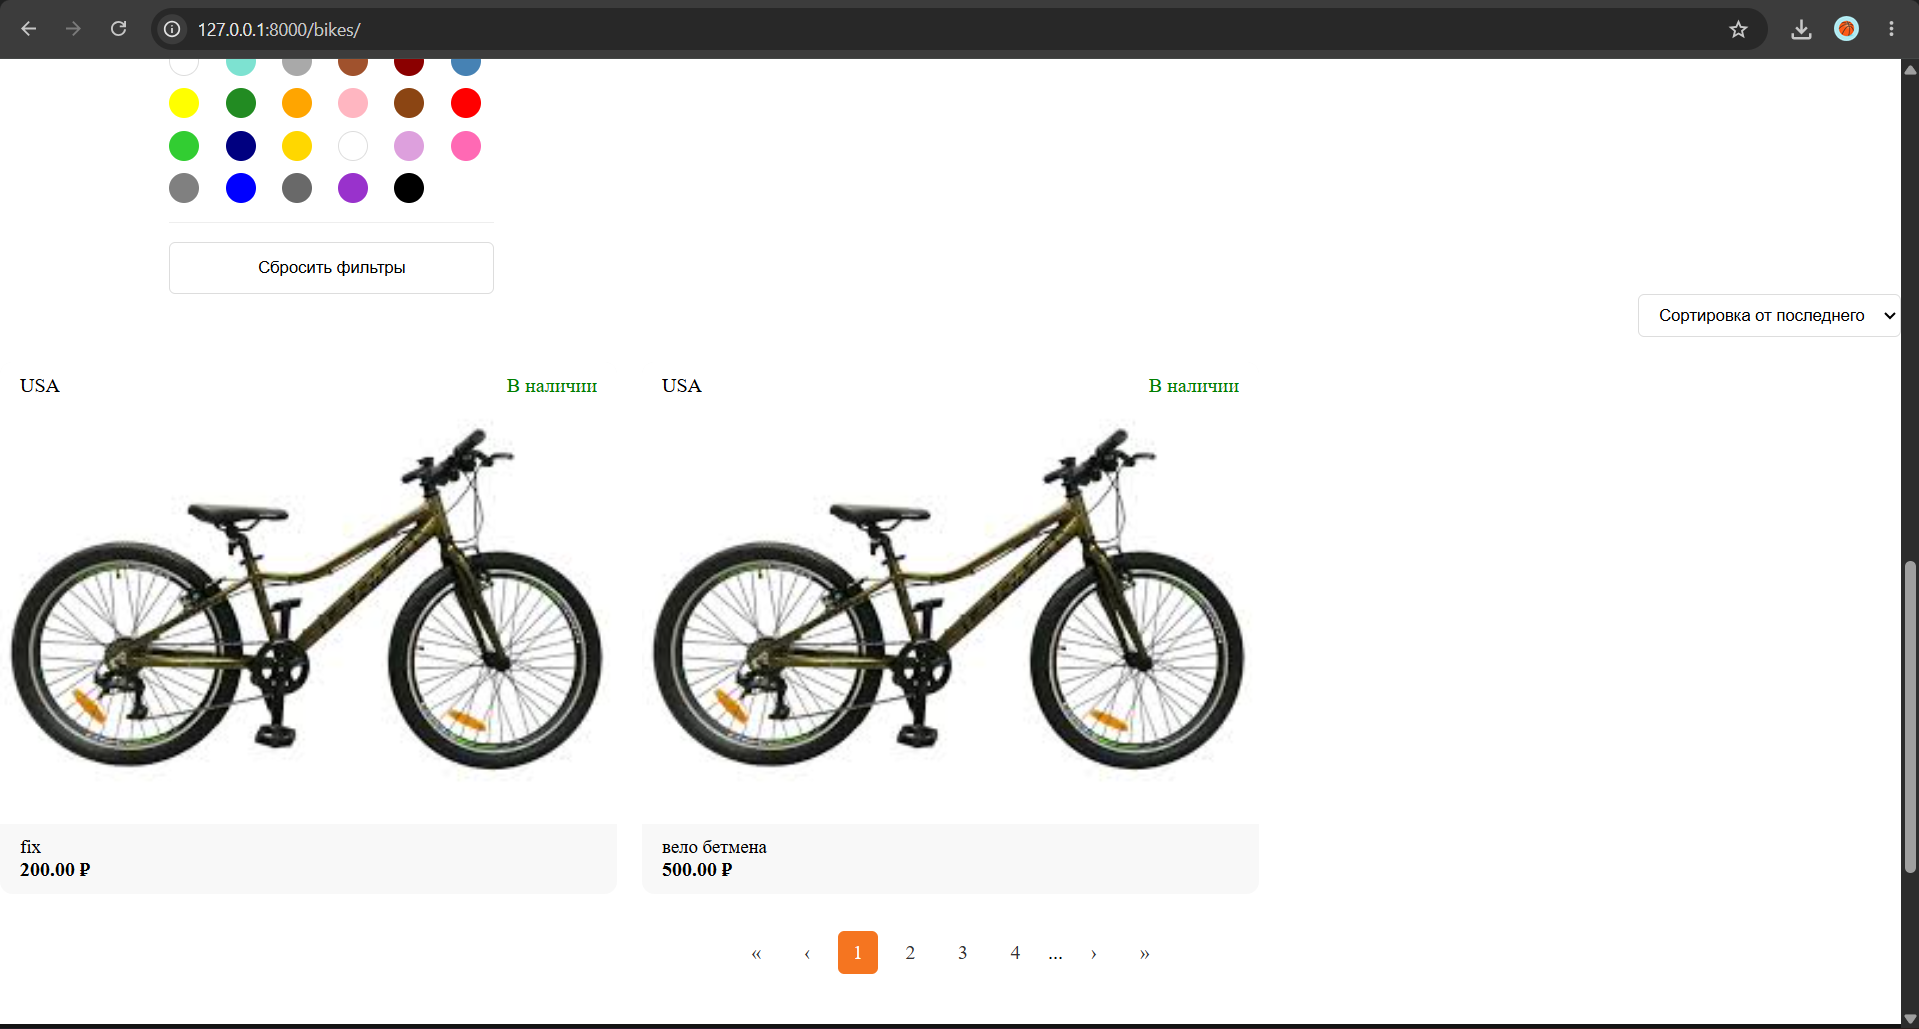 127.0.0.1:8000/bikes/
Сбросить фильтры
Сортировка от последнего
USA В наличии
USA В наличии
fix
200.00 ₽
вело бетмена
500.00 ₽
« ‹ 1 2 3 4 ... › »